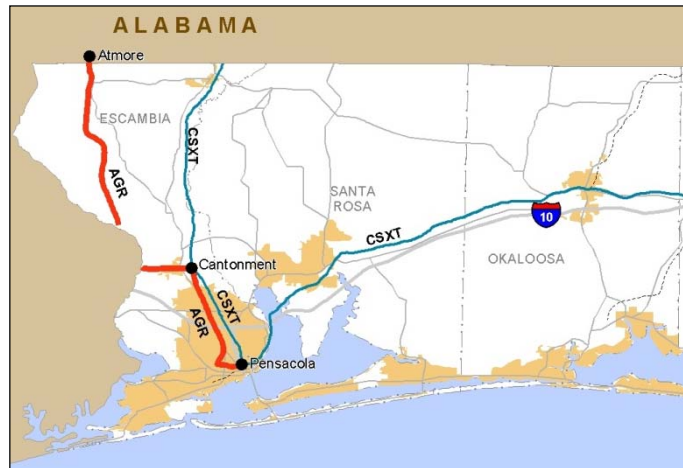 ALABAMA
Atmore
ESCAMBIA
CSXT
AGR
SANTA
ROSA
CSXT
10
OKALOOSA
Cantonment
CSXT
AGR
Pensacola